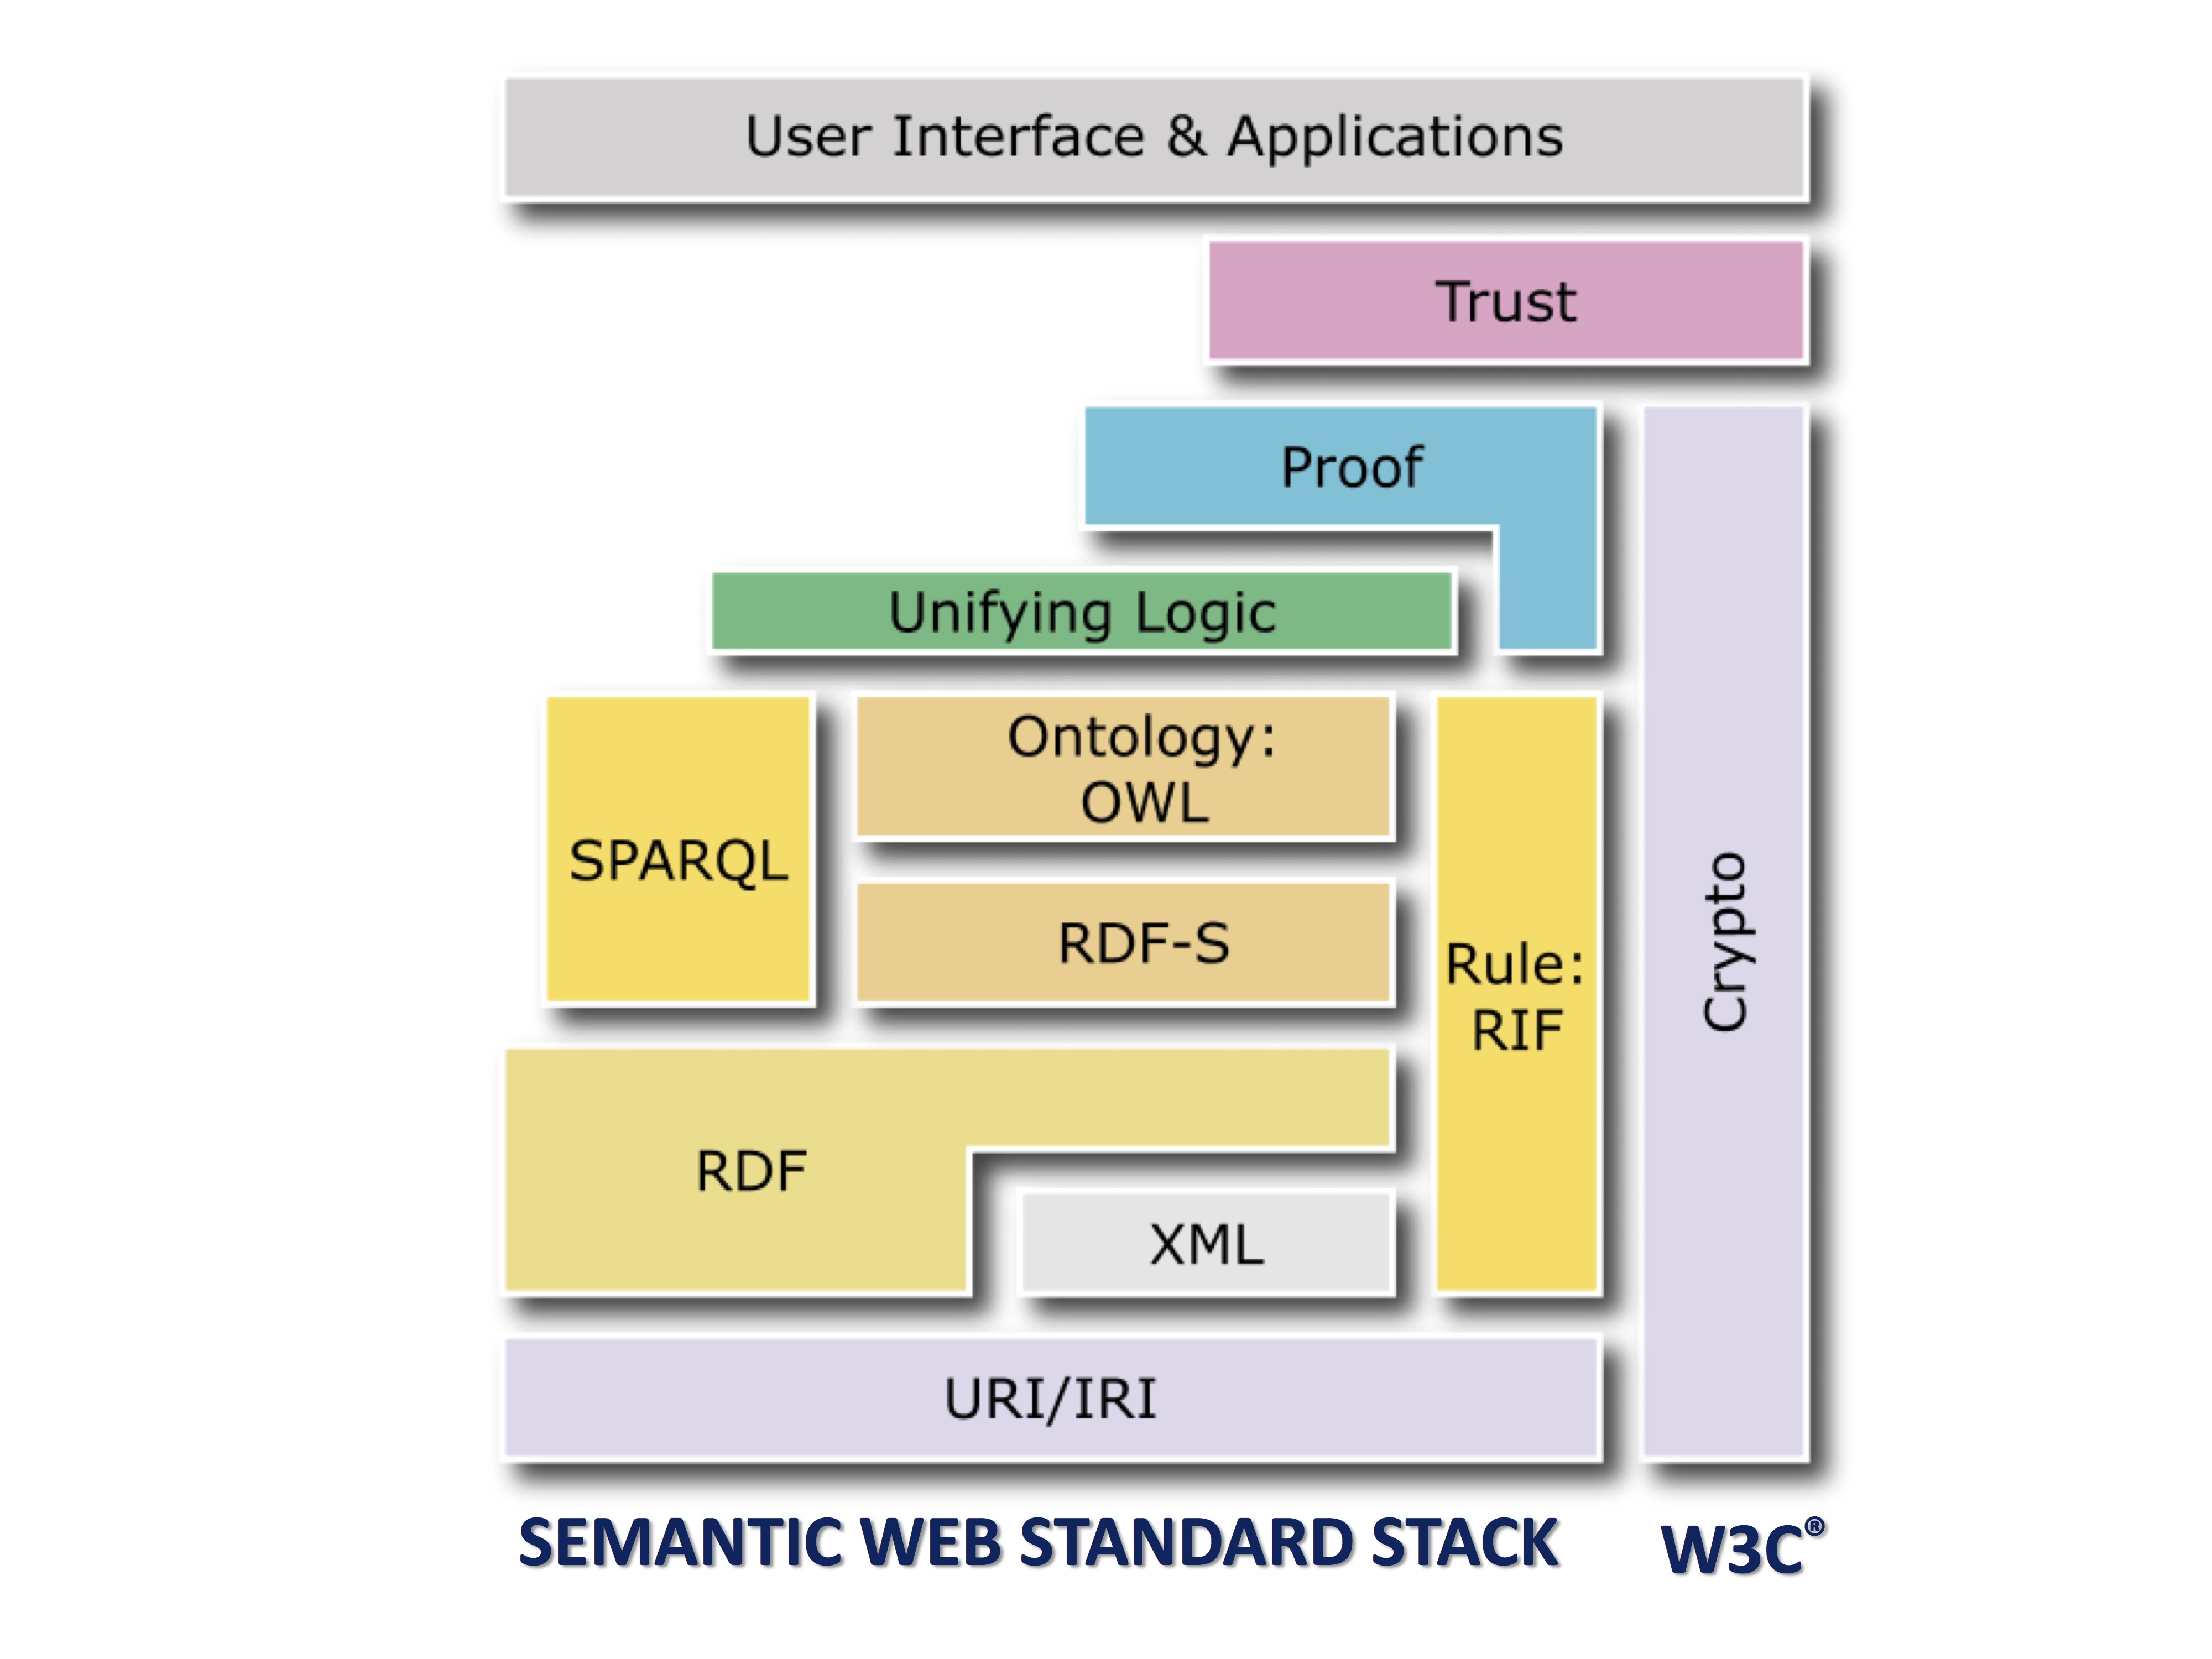 User Interface & Applications
Trust
Proof
Unifying Logic
Ontology:
OWL
SPARQL
RDF-S
Rule:
RIF
Crypto
RDF
XML
URI/IRI
SEMANTIC WEB STANDARD STACK
W3C®